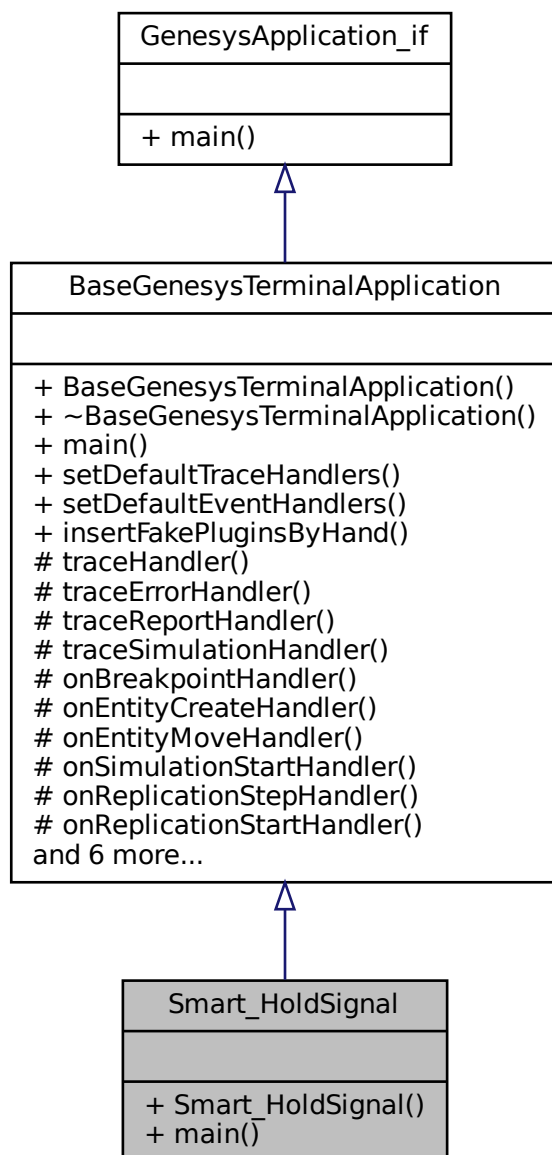 GenesysApplication_if
+ main()
BaseGenesysTerminalApplication
+ BaseGenesysTerminalApplication()
+ ~BaseGenesysTerminalApplication()
+ main()
+ setDefaultTraceHandlers()
+ setDefaultEventHandlers()
+ insertFakePluginsByHand()
# traceHandler()
# traceErrorHandler()
# traceReportHandler()
# traceSimulationHandler()
# onBreakpointHandler()
# onEntityCreateHandler()
# onEntityMoveHandler()
# onSimulationStartHandler()
# onReplicationStepHandler()
# onReplicationStartHandler()
and 6 more...
Smart_HoldSignal
+ Smart_HoldSignal()
+ main()